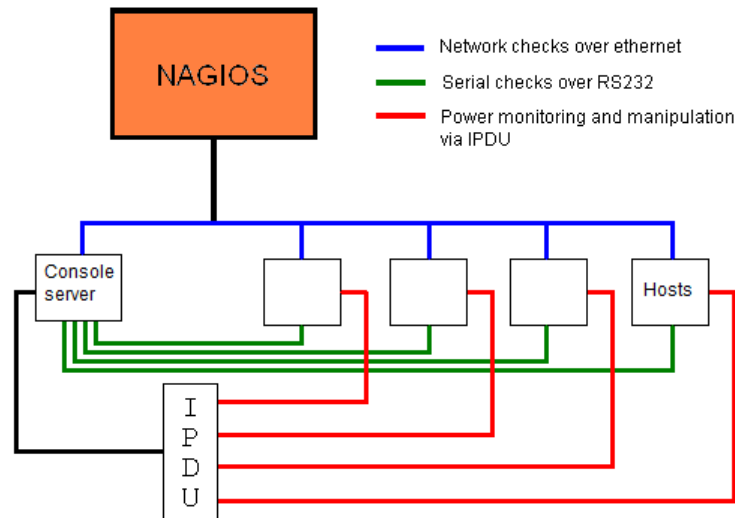 NAGIOS
Network checks over ethernet
Serial checks over RS232
Power monitoring and manipulation
via IPDU
Console
server
Hosts
I
P
D
U